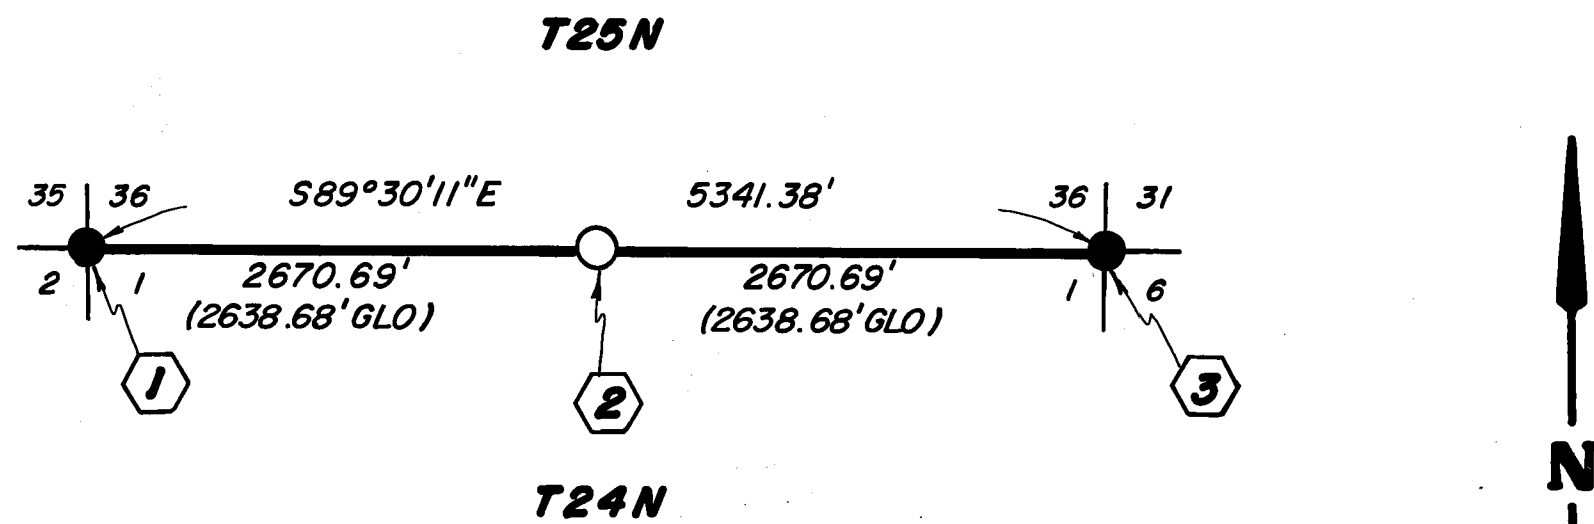 T25N
35 36 S89°30'11"E 5341.38' 36 31
2 1 2670.69' 2670.69' 1 6
(2638.68'GLO) (2638.68'GLO)
1 2 3
N
T24N